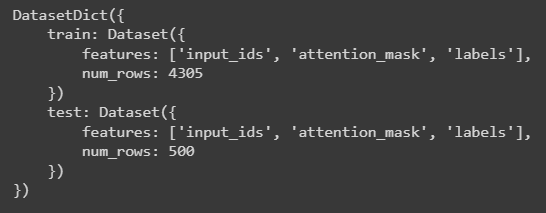 DatasetDict({
    train: Dataset({
        features: ['input_ids', 'attention_mask', 'labels'],
        num_rows: 4305
    })
    test: Dataset({
        features: ['input_ids', 'attention_mask', 'labels'],
        num_rows: 500
    })
})